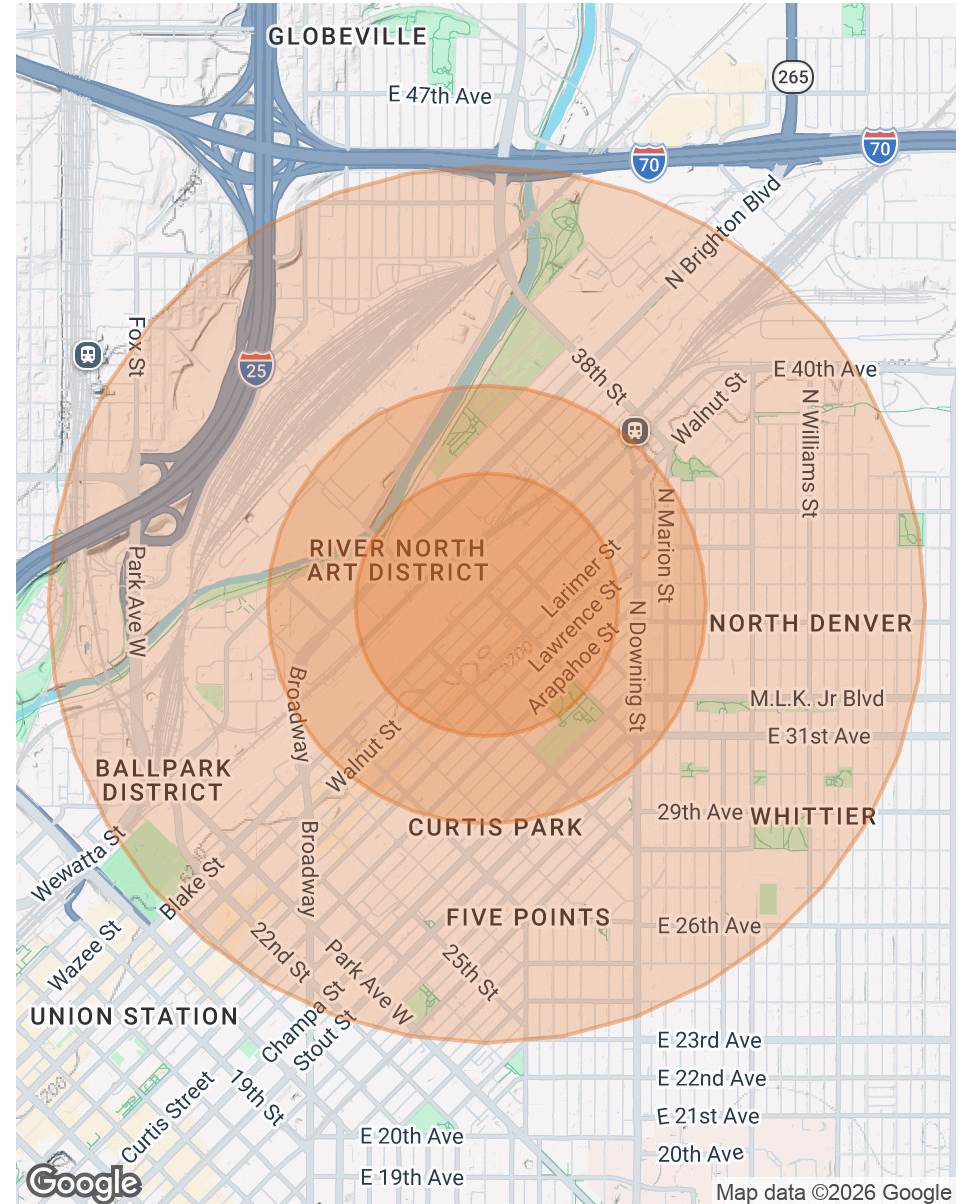 GLOBEVILLE
E 47th Ave
265
70
70
N Brighton Blvd
Fox St
25
38th St
E 40th Ave
Walnut St
N Williams St
N Marion St
RIVER NORTH
ART DISTRICT
Park Ave W
Larimer St
Lawrence St
Arapahoe St
N Downing St
NORTH DENVER
5200
Broadway
M.L.K. Jr Blvd
E 31st Ave
Walnut St
BALLPARK
DISTRICT
29th Ave
WHITTIER
CURTIS PARK
Wewatta St
Broadway
Blake St
FIVE POINTS
E 26th Ave
Wazee St
22nd St
Park Ave W
25th St
UNION STATION
Champa St
Stout St
E 23rd Ave
5200
E 22nd Ave
Curtis Street
19th St
E 21st Ave
E 20th Ave
20th Ave
E 19th Ave
Google
Map data ©2026 Google